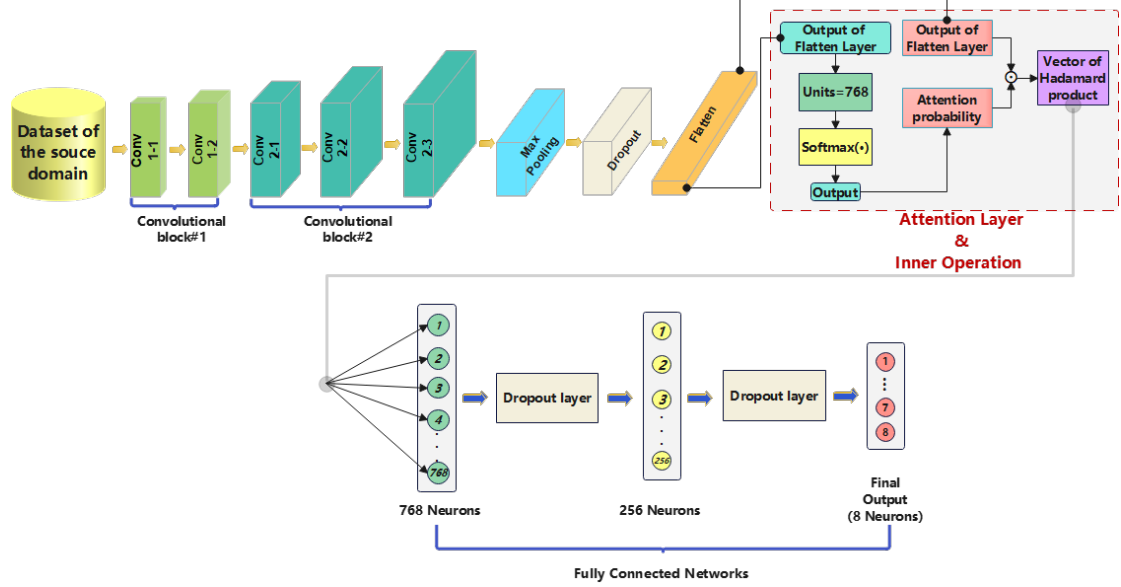 Dataset of
the souce
domain
Conv
1-1
Conv
1-2
Conv
2-1
Conv
2-2
Conv
2-3
Max
Pooling
Dropout
Flatten
Convolutional
block#1
Convolutional
block#2
Output of
Flatten Layer
Units=768
Softmax(•)
Output
Output of
Flatten Layer
Attention
probability
Vector of
Hadamard
product
Attention Layer
&
Inner Operation
1
2
3
4
768
768 Neurons
Dropout layer
1
2
3
256
256 Neurons
Dropout layer
1
7
8
Final
Output
(8 Neurons)
Fully Connected Networks